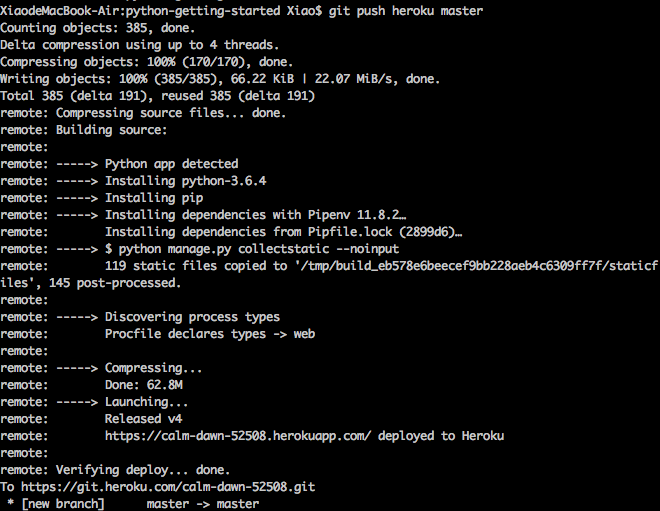 XiaodeMacBook-Air:python-getting-started Xiao$ git push heroku master
Counting objects: 385, done.
Delta compression using up to 4 threads.
Compressing objects: 100% (170/170), done.
Writing objects: 100% (385/385), 66.22 KiB | 22.07 MiB/s, done.
Total 385 (delta 191), reused 385 (delta 191)
remote: Compressing source files... done.
remote: Building source:
remote:
remote: -----> Python app detected
remote: -----> Installing python-3.6.4
remote: -----> Installing pip
remote: -----> Installing dependencies with Pipenv 11.8.2…
remote:        Installing dependencies from Pipfile.lock (2899d6)…
remote: -----> $ python manage.py collectstatic --noinput
remote:        119 static files copied to '/tmp/build_eb578e6beecef9bb228aeb4c6309ff7f/staticf
iles', 145 post-processed.
remote:
remote: -----> Discovering process types
remote:        Procfile declares types -> web
remote:
remote: -----> Compressing...
remote:        Done: 62.8M
remote: -----> Launching...
remote:        Released v4
remote:        https://calm-dawn-52508.herokuapp.com/ deployed to Heroku
remote:
remote: Verifying deploy... done.
To https://git.heroku.com/calm-dawn-52508.git
 * [new branch]      master -> master